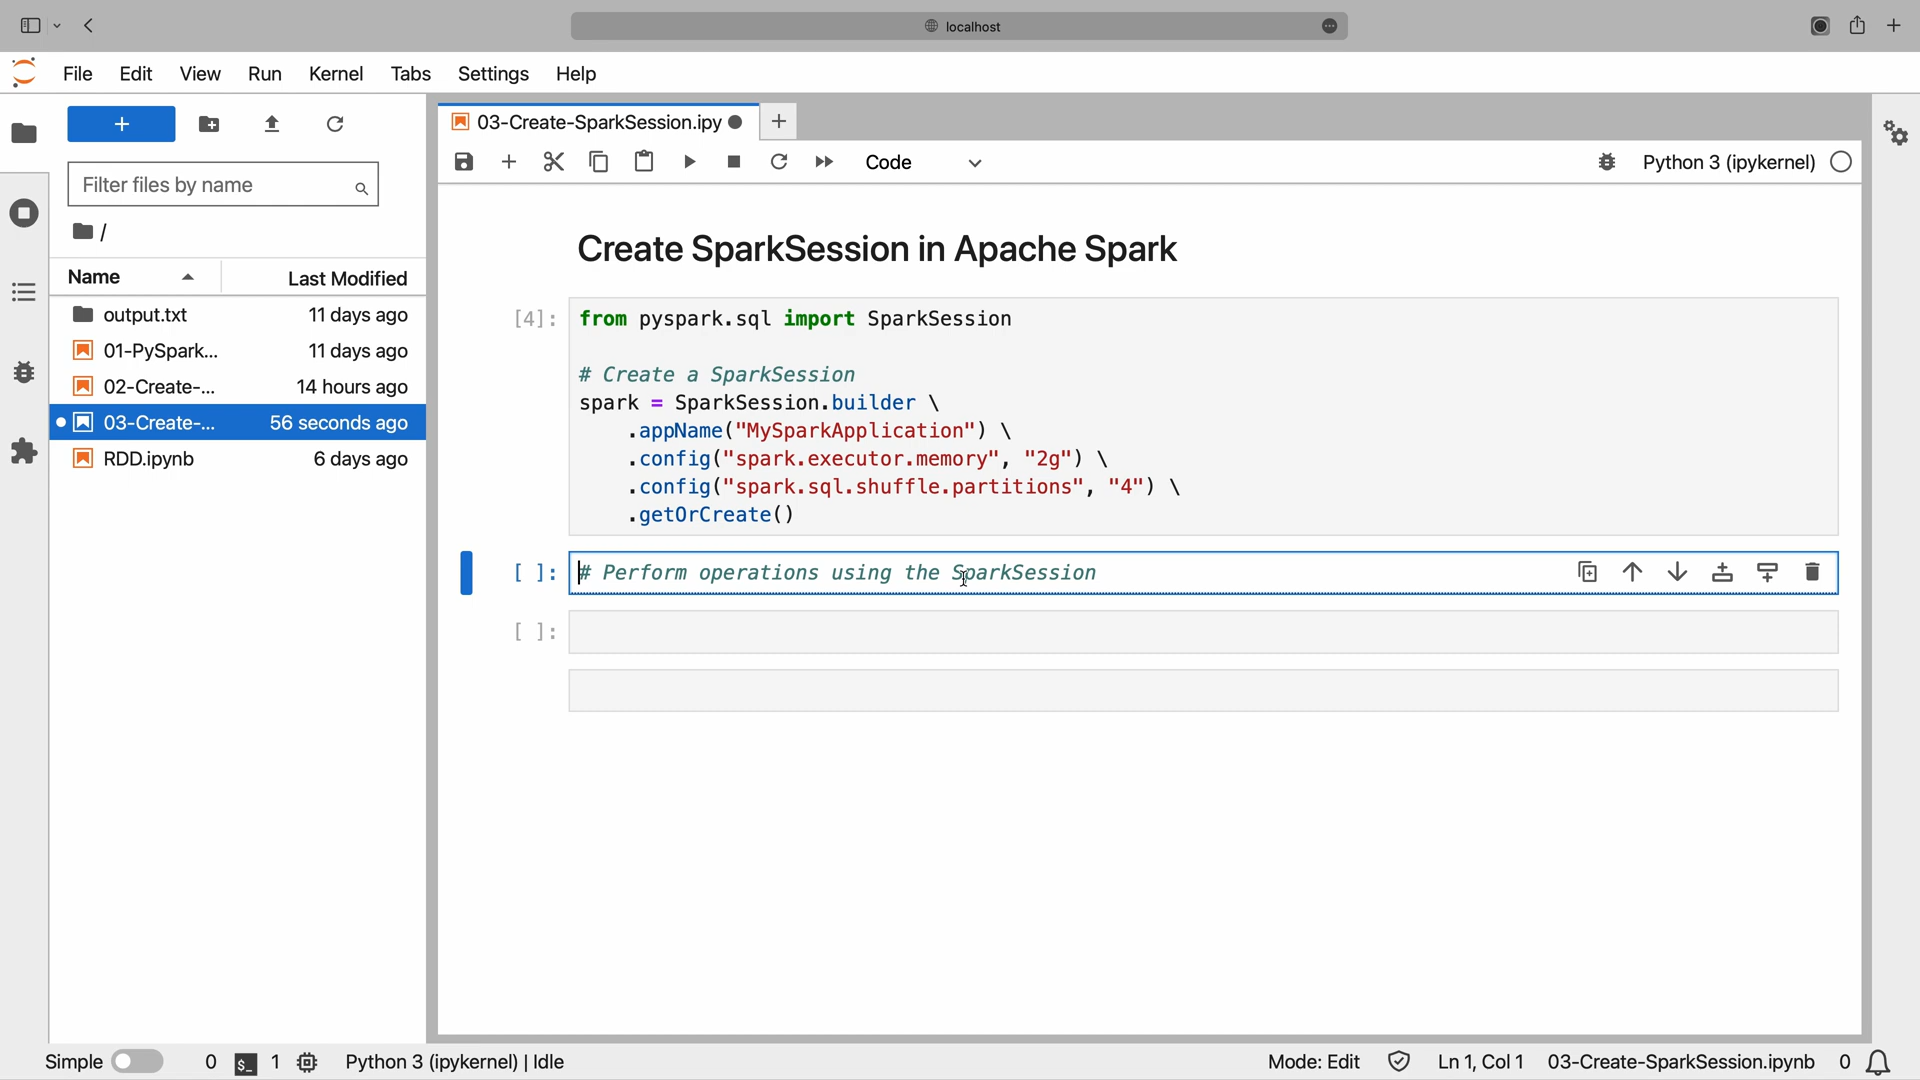 localhost
File Edit View Run Kernel Tabs Settings Help
+
Filter files by name
/
Name Last Modified
output.txt 11 days ago
01-PySpark... 11 days ago
02-Create-... 14 hours ago
03-Create-... 56 seconds ago
RDD.ipynb 6 days ago
03-Create-SparkSession.ipy
Code
Python 3 (ipykernel)
Create SparkSession in Apache Spark
[4]: from pyspark.sql import SparkSession
# Create a SparkSession
spark = SparkSession.builder \
.appName("MySparkApplication") \
.config("spark.executor.memory", "2g") \
.config("spark.sql.shuffle.partitions", "4") \
.getOrCreate()
[ ]: # Perform operations using the SparkSession
[ ]:
Simple 0 $_ 1 Python 3 (ipykernel) | Idle
Mode: Edit Ln 1, Col 1 03-Create-SparkSession.ipynb 0